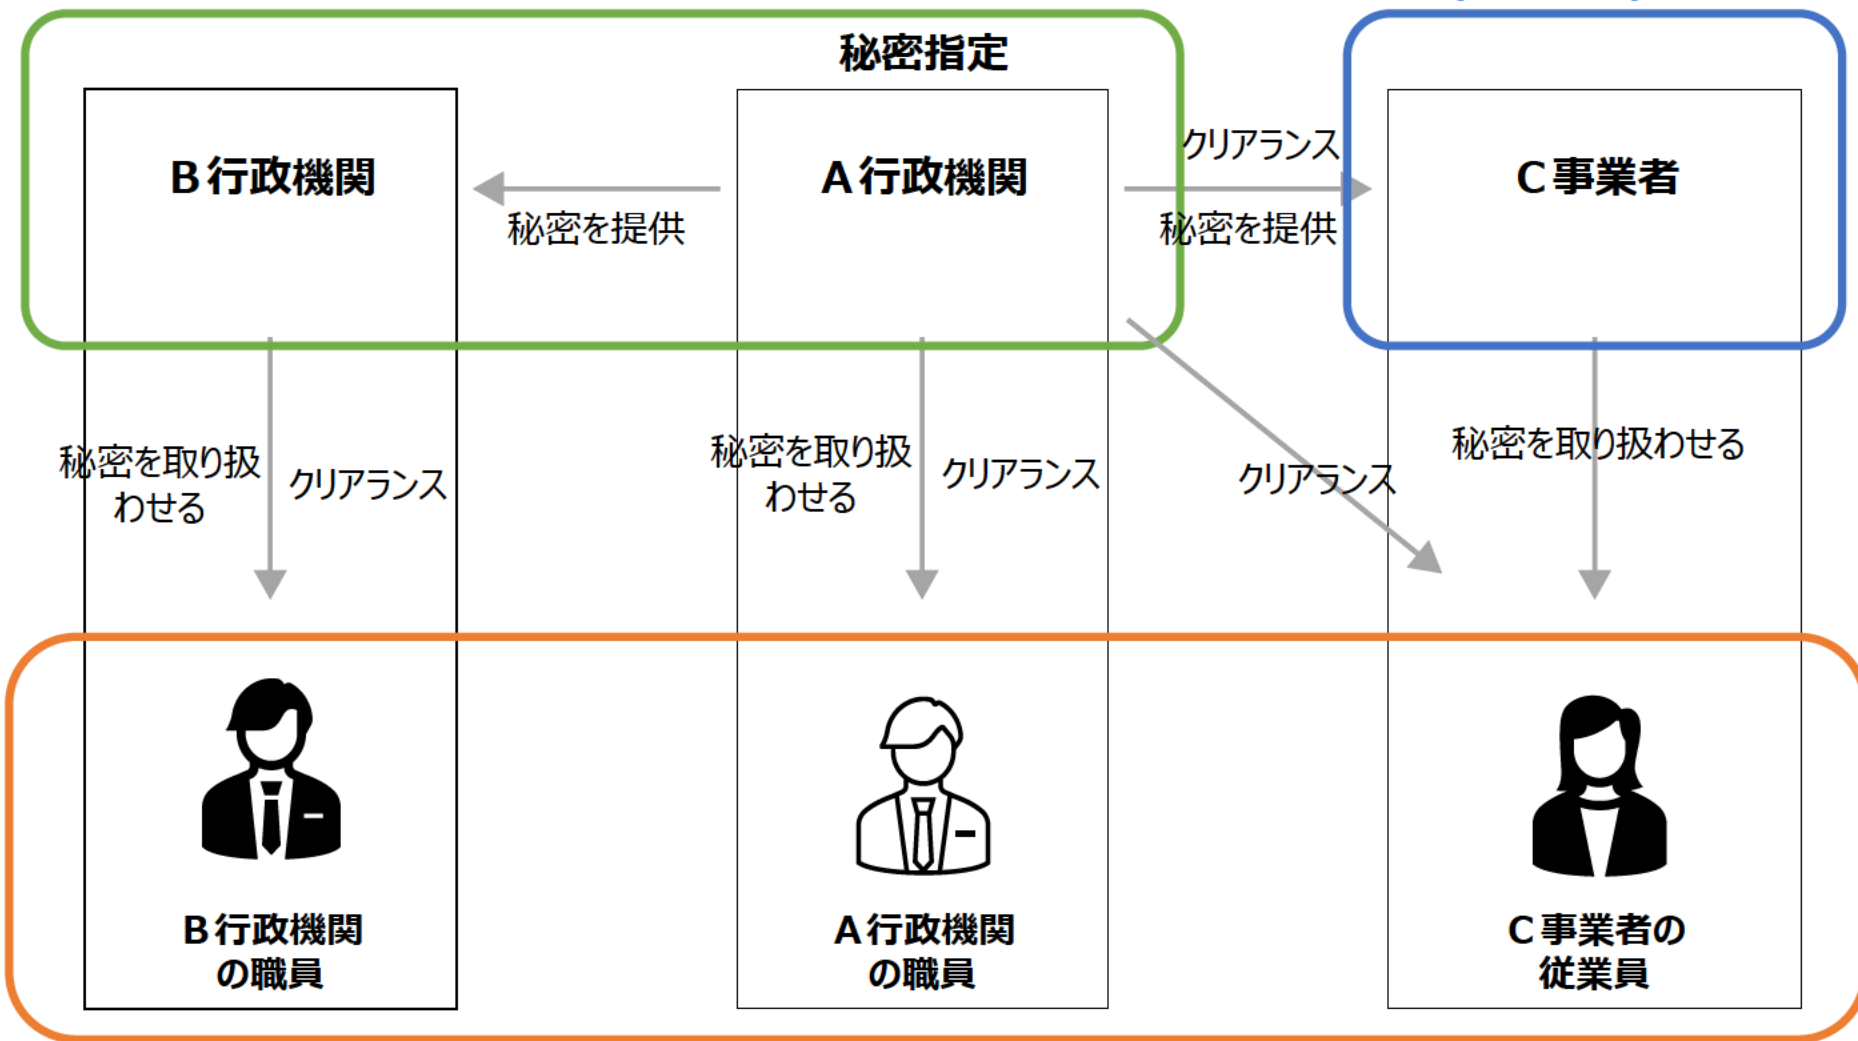 秘密指定
B行政機関
A行政機関
C事業者
クリアランス
秘密を提供
秘密を提供
秘密を取り扱
わせる
クリアランス
秘密を取り扱
わせる
クリアランス
クリアランス
秘密を取り扱わせる
B行政機関
の職員
A行政機関
の職員
C事業者の
従業員